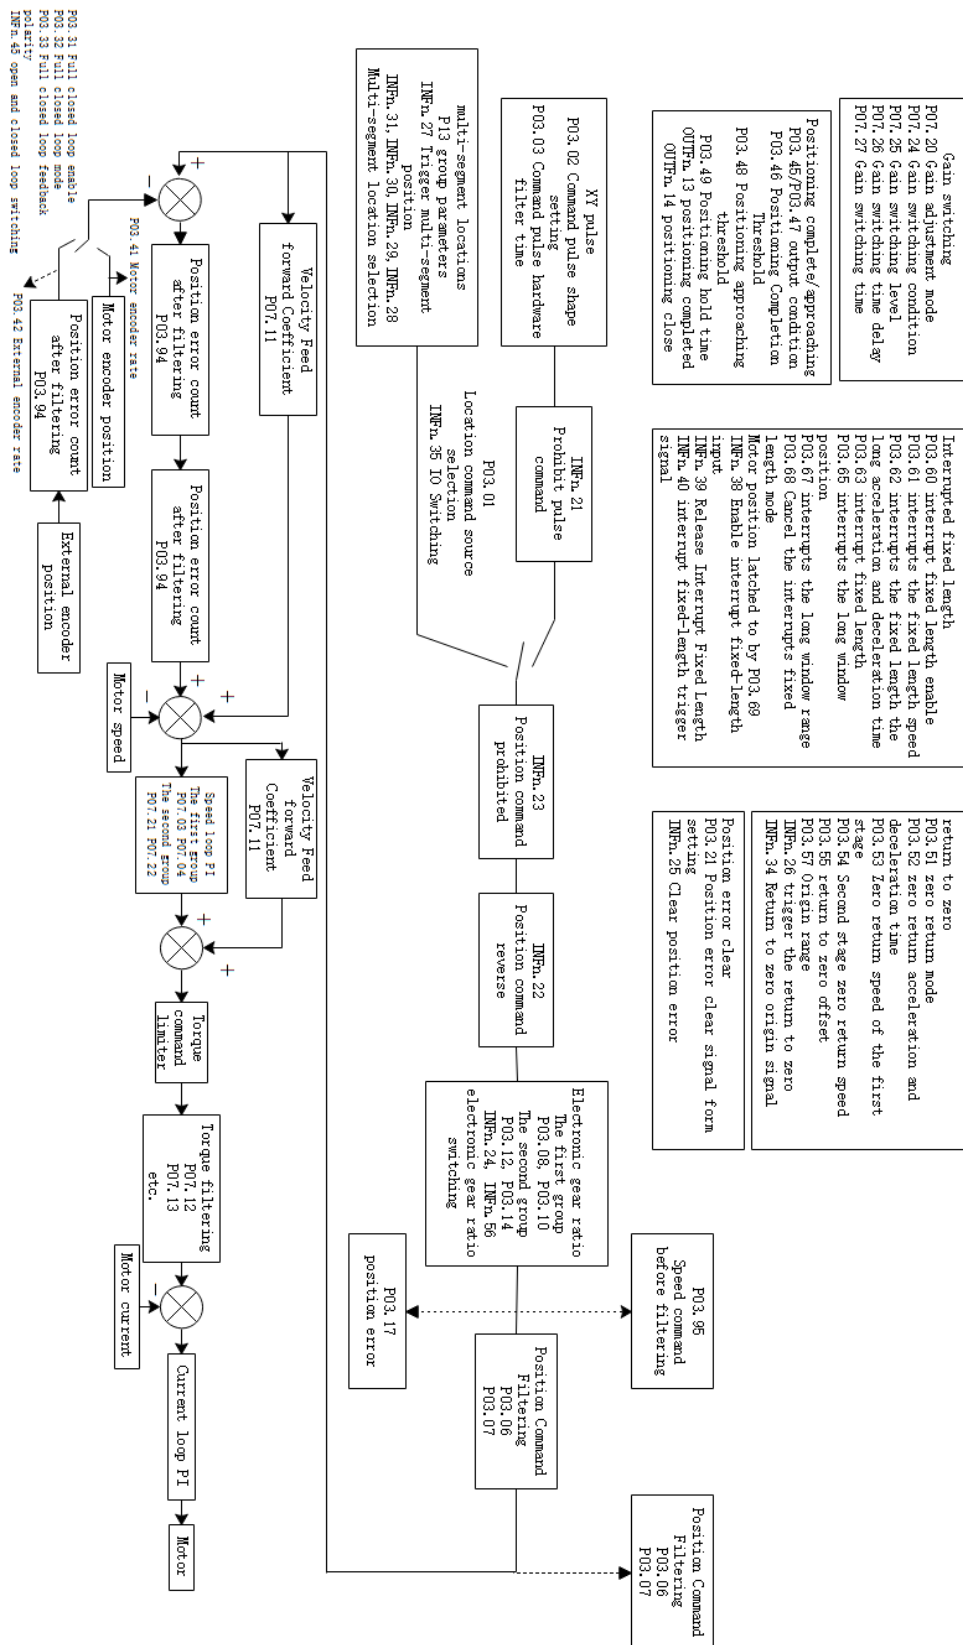 Gain switching
P07.20 Gain adjustment mode
P07.24 Gain switching condition
P07.25 Gain switching level
P07.26 Gain switching time delay
P07.27 Gain switching time
Positioning complete/approaching
P03.45/P03.47 output condition
P03.46 Positioning Completion
Threshold
P03.48 Positioning approaching
threshold
P03.49 Positioning hold time
OUTFn.13 positioning completed
OUTFn.14 positioning close
Interrupted fixed length
P03.60 interrupt fixed length enable
P03.61 interrupts the fixed length speed
P03.62 interrupts the fixed length the
long acceleration and deceleration time
P03.63 interrupt fixed length
P03.65 interrupts the long window
position
P03.67 interrupts the long window range
P03.68 Cancel the interrupts fixed
length mode
Motor position latched to by P03.69
INFn.38 Enable interrupt fixed-length
input
INFn.39 Release Interrupt Fixed Length
INFn.40 interrupt fixed-length trigger
signal
return to zero
P03.51 zero return mode
P03.52 zero return acceleration and
deceleration time
P03.53 Zero return speed of the first
stage
P03.54 Second stage zero return speed
P03.55 return to zero offset
P03.57 Origin range
INFn.26 trigger the return to zero
INFn.34 Return to zero origin signal
Position error clear
P03.21 Position error clear signal form
setting
INFn.25 Clear position error
XY pulse
P03.02 Command pulse shape
setting
P03.03 Command pulse hardware
filter time
INFn.21
Prohibit pulse
command
multi-segment locations
P13 group parameters
INFn.27 Trigger multi-segment
position
INFn.31, INFn.30, INFn.29, INFn.28
Multi-segment location selection
P03.01
Location command source
selection
INFn.35 IO Switching
INFn.23
Position command
prohibited
INFn.22
Position command
reverse
Electronic gear ratio
The first group
P03.08, P03.10
The second group
P03.12, P03.14
INFn.24, INFn.56
electronic gear ratio
switching
P03.95
Speed command
before filtering
P03.17
position error
Position Command
Filtering
P03.06
P03.07
Position Command
Filtering
P03.06
P03.07
Velocity Feed
forward Coefficient
P07.11
+
−
Position error count
after filtering
P03.94
Position error count
after filtering
P03.94
+
+
−
Motor speed
Velocity Feed
forward
Coefficient
P07.11
Speed loop PI
The first group
P07.03 P07.04
The second group
P07.21 P07.22
+
+
Torque
command
limiter
Torque filtering
P07.12
P07.13
etc.
−
Motor current
Current loop PI
Motor
P03.41 Motor encoder rate
Motor encoder position
Position error count
after filtering
P03.94
External encoder
position
P03.42 External encoder rate
P03.31 Full closed loop enable
P03.32 Full closed loop mode
P03.33 Full closed loop feedback
polarity
INFn.45 open and closed loop switching